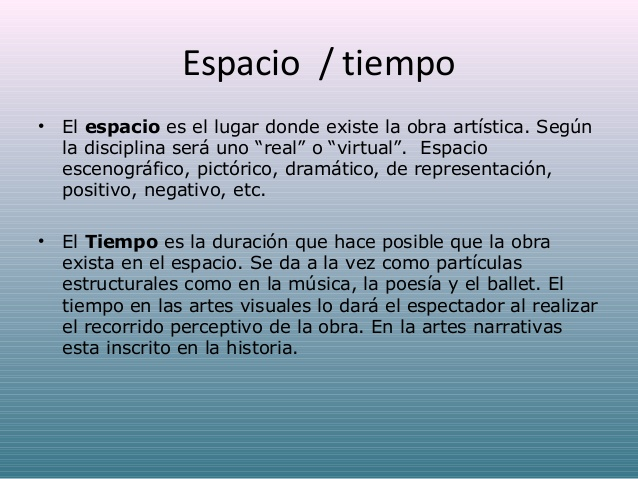 Espacio / tiempo
• El espacio es el lugar donde existe la obra artística. Según
la disciplina será uno “real” o “virtual”. Espacio
escenográfico, pictórico, dramático, de representación,
positivo, negativo, etc.
• El Tiempo es la duración que hace posible que la obra
exista en el espacio. Se da a la vez como partículas
estructurales como en la música, la poesía y el ballet. El
tiempo en las artes visuales lo dará el espectador al realizar
el recorrido perceptivo de la obra. En la artes narrativas
esta inscrito en la historia.